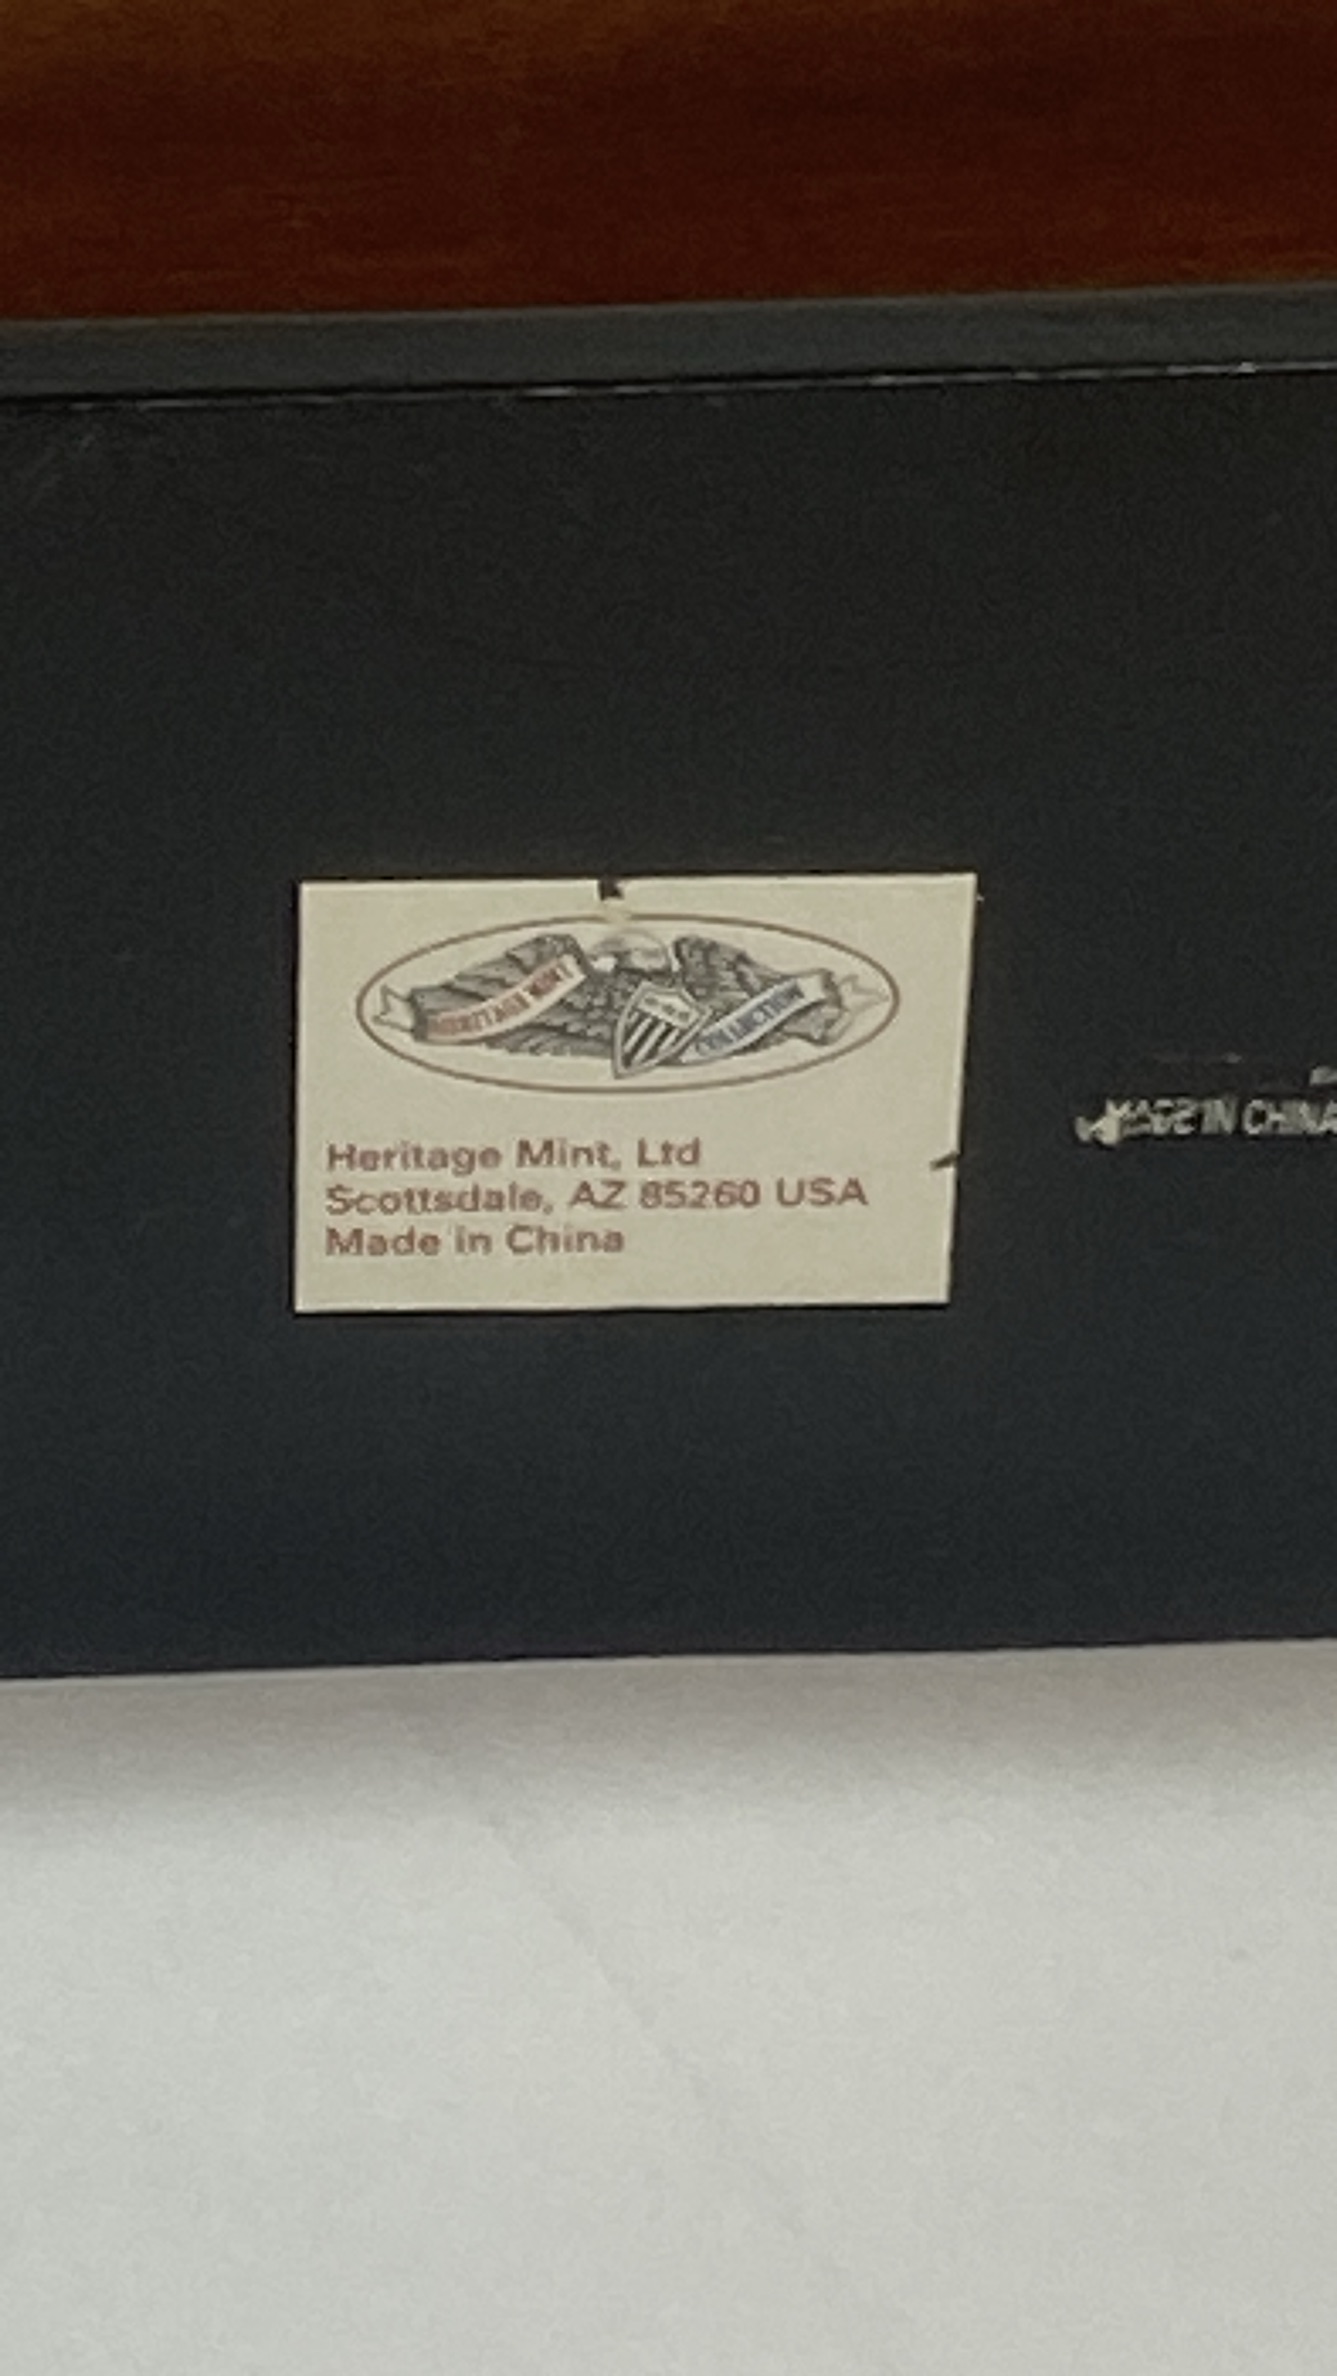 HERITAGE MINT
COLLECTION
Heritage Mint, Ltd
Scottsdale, AZ 85260 USA
Made in China
MADE IN CHINA